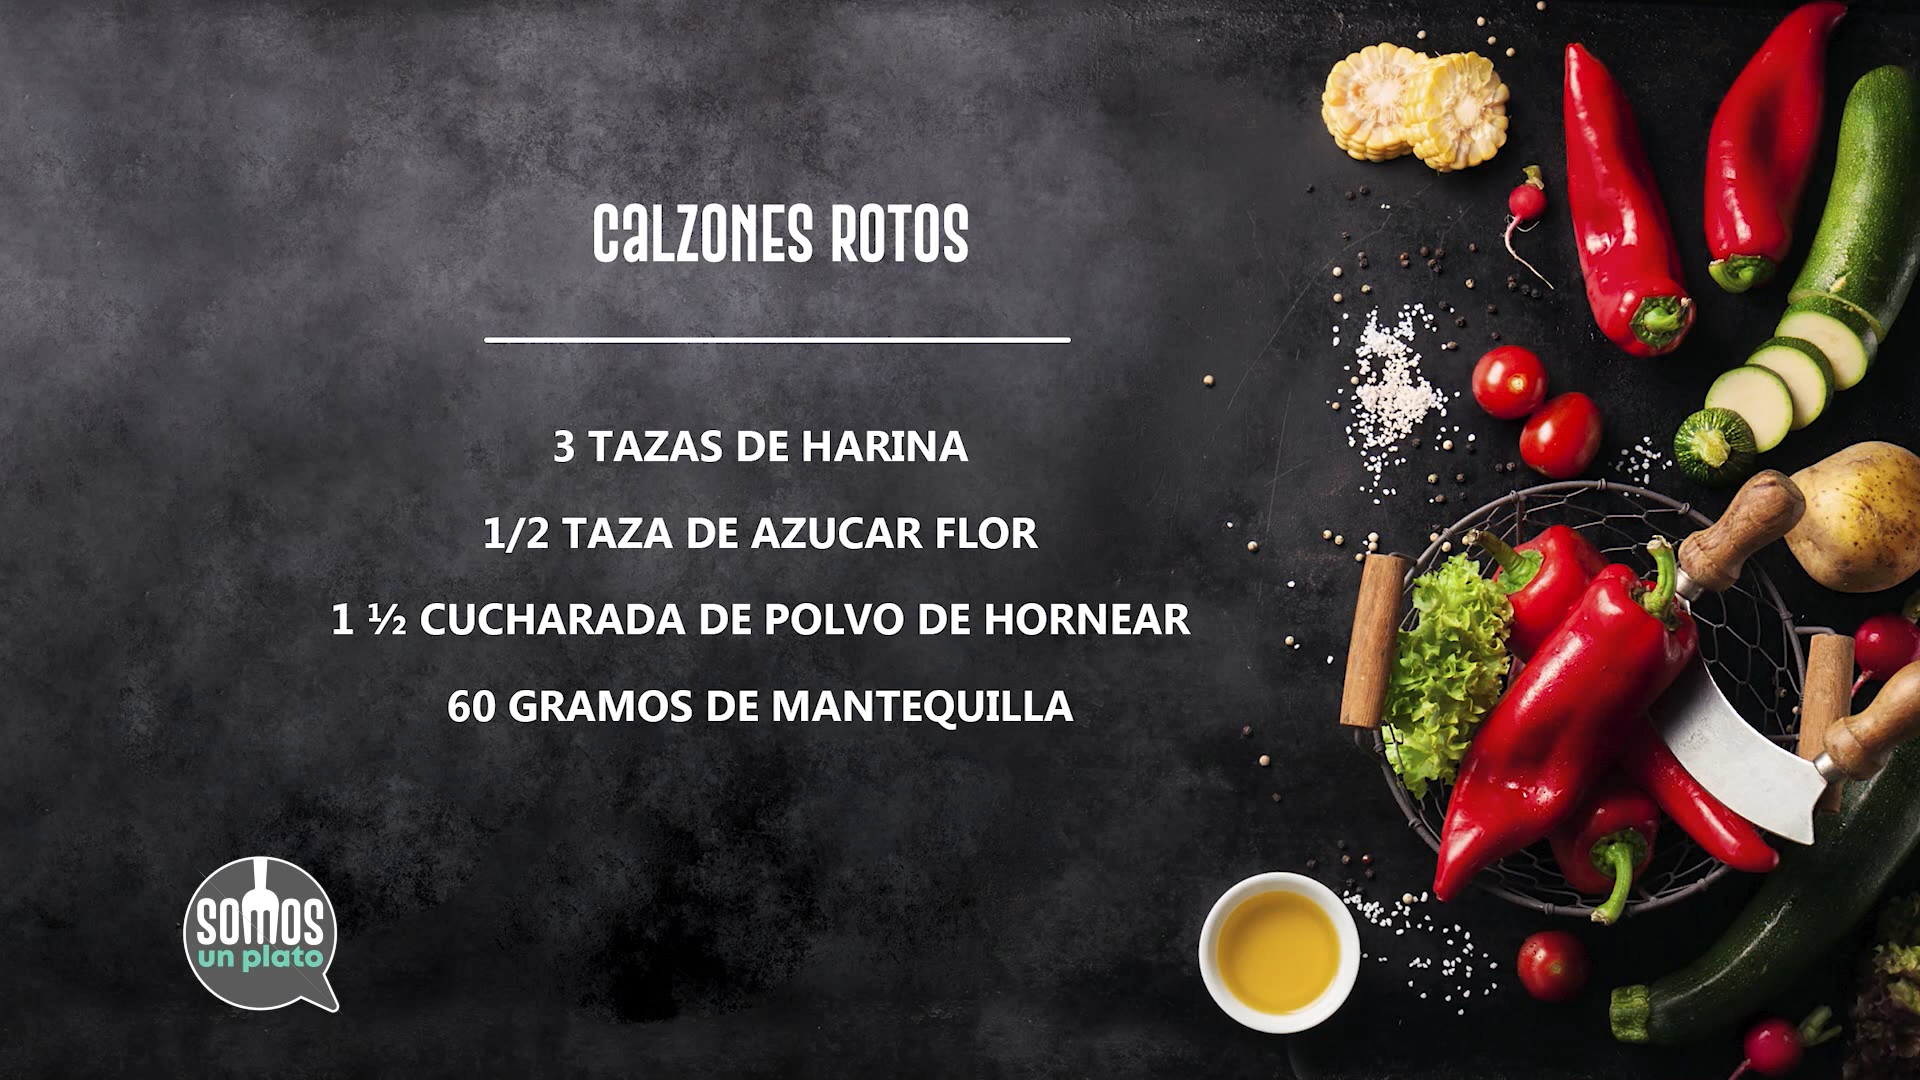 CALZONES ROTOS
3 TAZAS DE HARINA
1/2 TAZA DE AZUCAR FLOR
1 ½ CUCHARADA DE POLVO DE HORNEAR
60 GRAMOS DE MANTEQUILLA
SOMOS
un plato